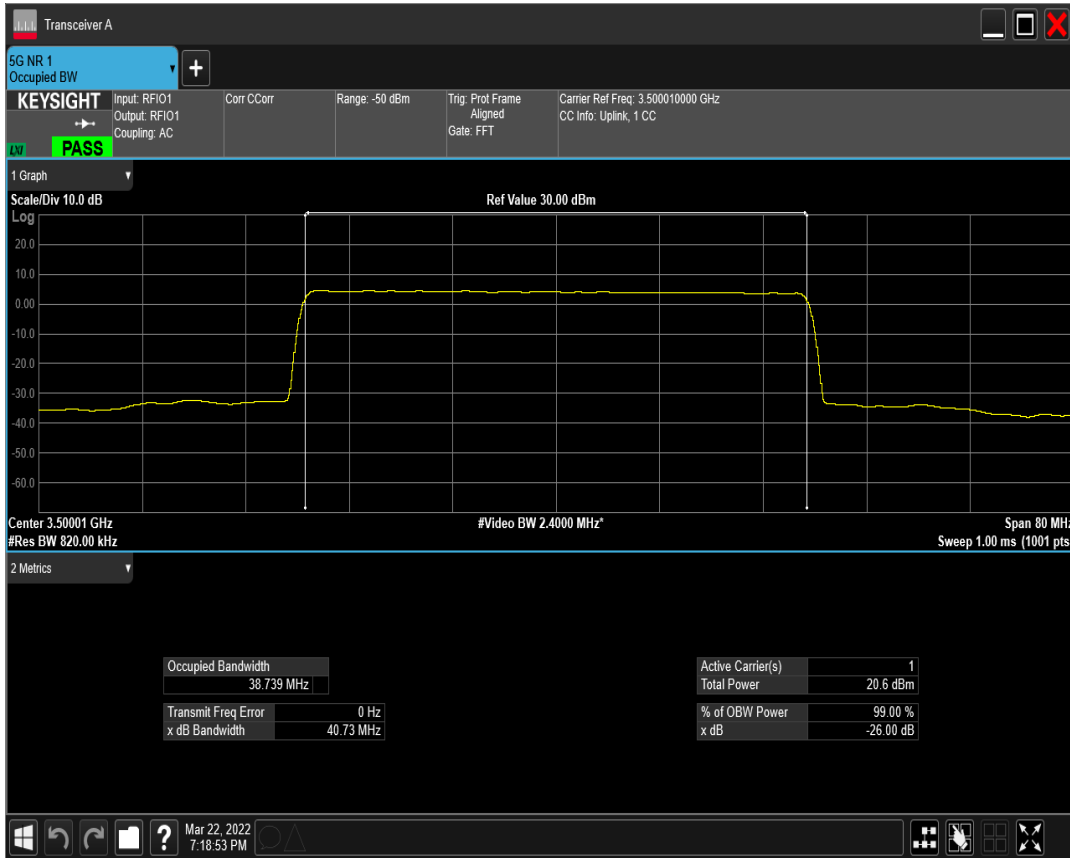 Transceiver A
5G NR 1
Occupied BW
+
KEYSIGHT
Input: RFIO1
Output: RFIO1
Coupling: AC
LXI
PASS
Corr CCorr
Range: -50 dBm
Trig: Prot Frame
Aligned
Gate: FFT
Carrier Ref Freq: 3.500010000 GHz
CC Info: Uplink, 1 CC
1 Graph
Scale/Div 10.0 dB
Ref Value 30.00 dBm
Log
20.0
10.0
0.00
-10.0
-20.0
-30.0
-40.0
-50.0
-60.0
Center 3.50001 GHz
#Video BW 2.4000 MHz*
Span 80 MHz
#Res BW 820.00 kHz
Sweep 1.00 ms (1001 pts
2 Metrics
Occupied Bandwidth
38.739 MHz
Transmit Freq Error 0 Hz
x dB Bandwidth 40.73 MHz
Active Carrier(s) 1
Total Power 20.6 dBm
% of OBW Power 99.00 %
x dB -26.00 dB
?
Mar 22, 2022
7:18:53 PM